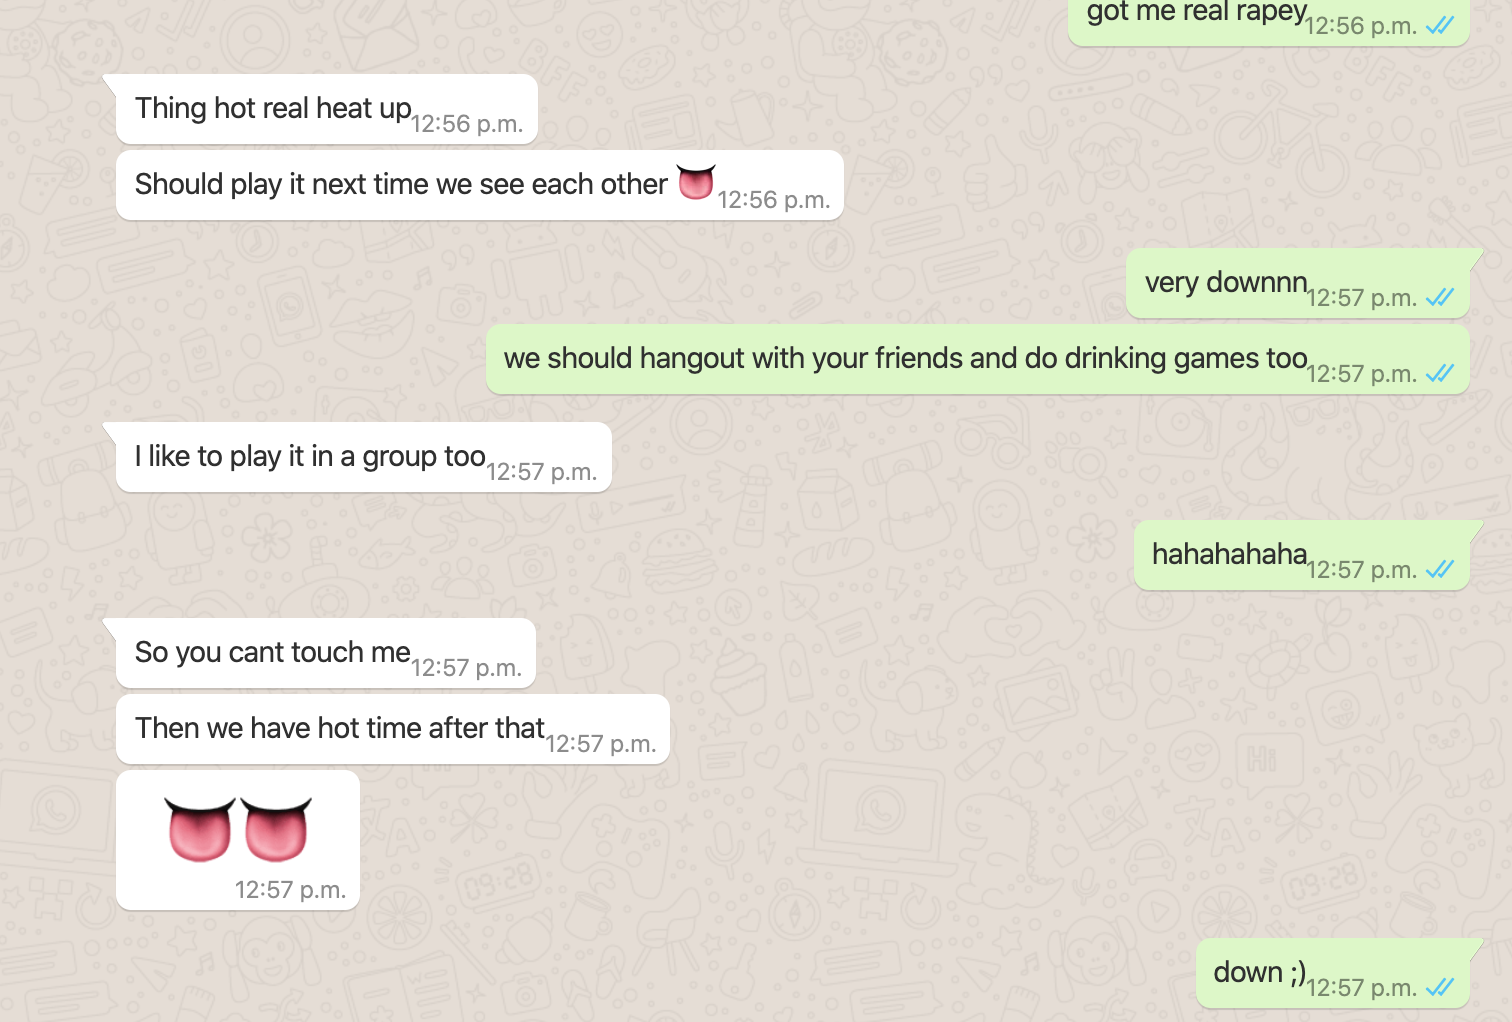 got me real rapey
12:56 p.m.
Thing hot real heat up
12:56 p.m.
Should play it next time we see each other 👅
12:56 p.m.
very downnn
12:57 p.m.
we should hangout with your friends and do drinking games too
12:57 p.m.
I like to play it in a group too
12:57 p.m.
hahahahaha
12:57 p.m.
So you cant touch me
12:57 p.m.
Then we have hot time after that
12:57 p.m.
👅👅
12:57 p.m.
down ;)
12:57 p.m.